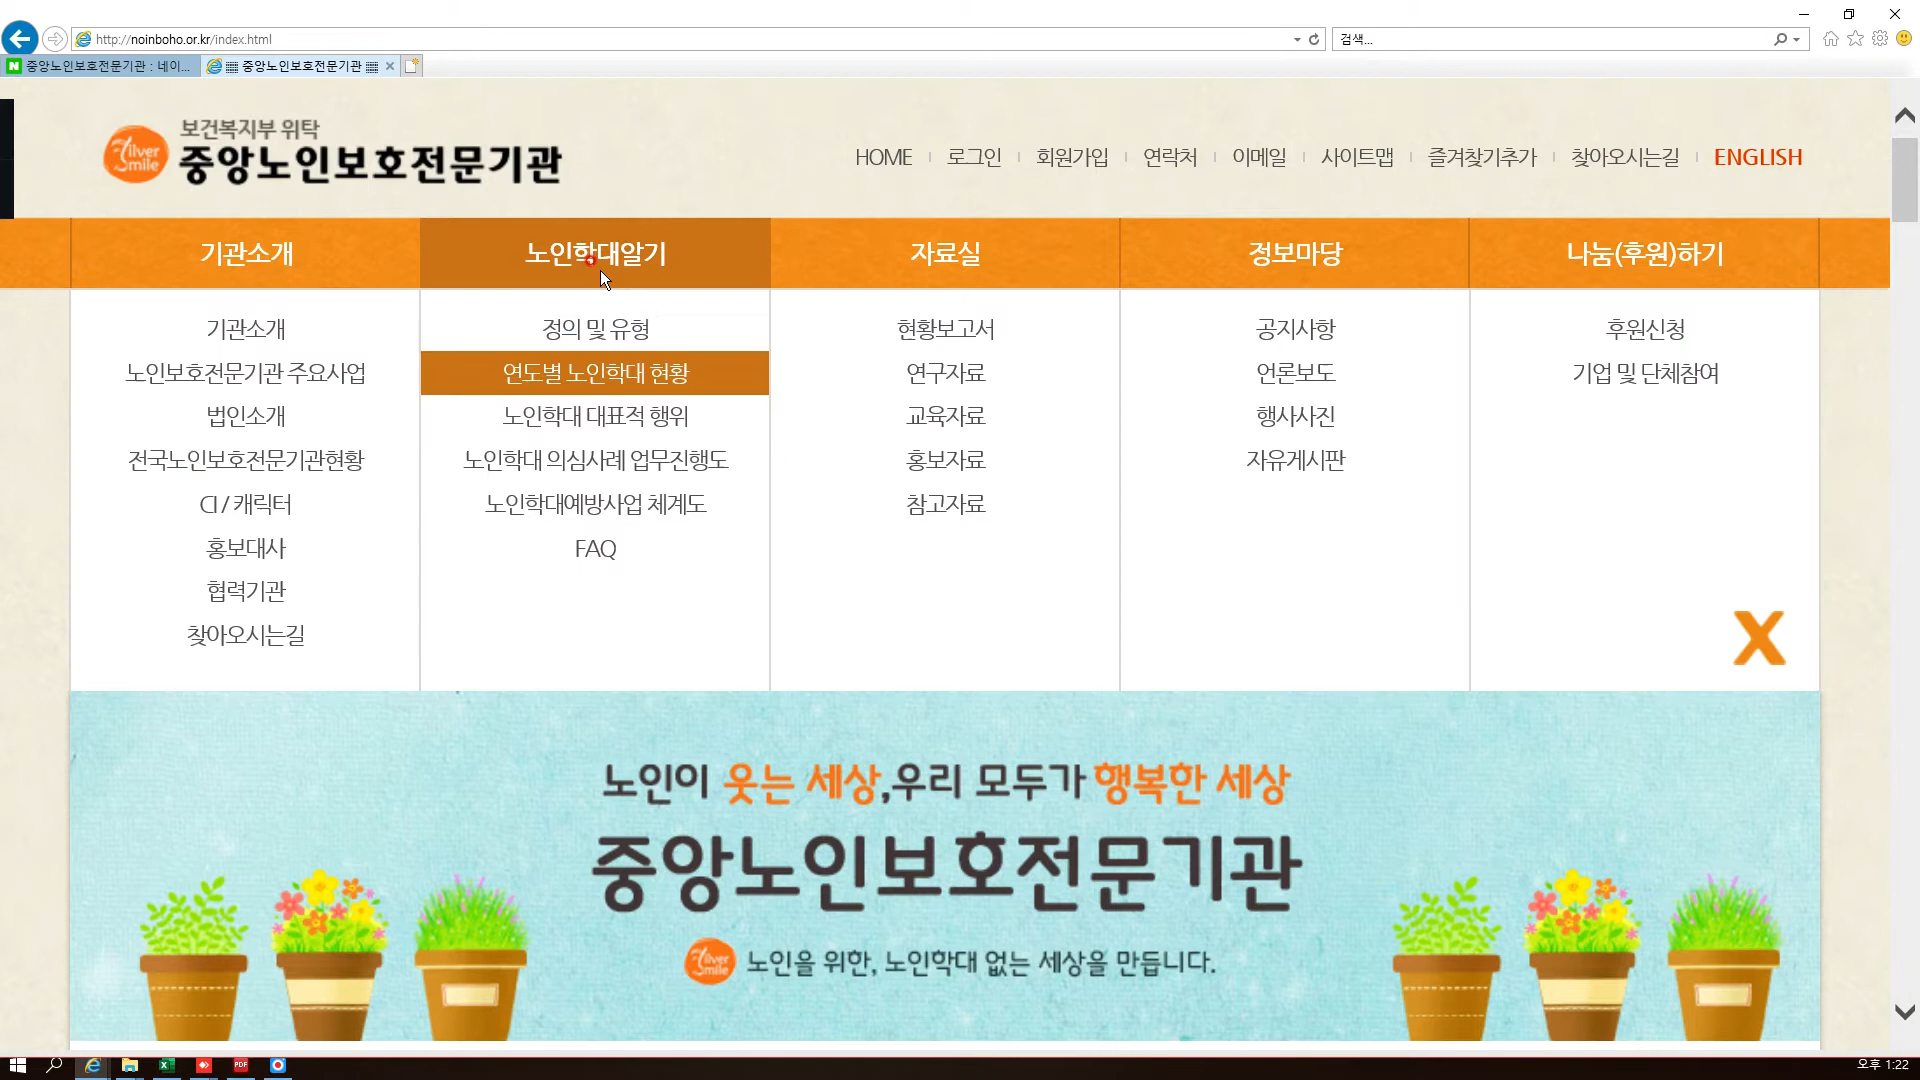 http://noinboho.or.kr/index.html
검색...
중앙노인보호전문기관 : 네이...
중앙노인보호전문기관
Silver Smile
보건복지부 위탁
중앙노인보호전문기관
HOME 로그인 회원가입 연락처 이메일 사이트맵 즐겨찾기추가 찾아오시는길 ENGLISH
기관소개 노인학대알기 자료실 정보마당 나눔(후원)하기
기관소개
노인보호전문기관 주요사업
법인소개
전국노인보호전문기관현황
CI / 캐릭터
홍보대사
협력기관
찾아오시는길
정의 및 유형
연도별 노인학대 현황
노인학대 대표적 행위
노인학대 의심사례 업무진행도
노인학대예방사업 체계도
FAQ
현황보고서
연구자료
교육자료
홍보자료
참고자료
공지사항
언론보도
행사사진
자유게시판
후원신청
기업 및 단체참여
X
노인이 웃는 세상,우리 모두가 행복한 세상
중앙노인보호전문기관
Silver Smile
노인을 위한, 노인학대 없는 세상을 만듭니다.
PDF
오후 1:22